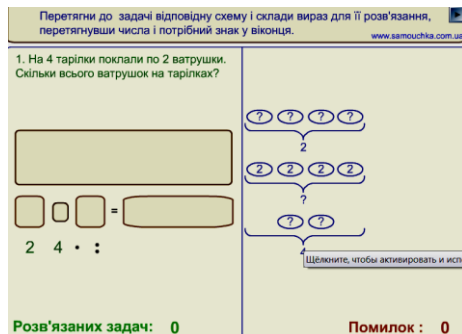 Перетягни до задачі відповідну схему і склади вираз для її розв'язання,
перетягнувши числа і потрібний знак у віконця.
www.samouchka.com.ua
1. На 4 тарілки поклали по 2 ватрушки.
Скільки всього ватрушок на тарілках?
=
2 4 · :
? ? ? ?
2
2 2 2 2
?
? ?
Щёлкните, чтобы активировать и
Розв'язаних задач: 0
Помилок : 0